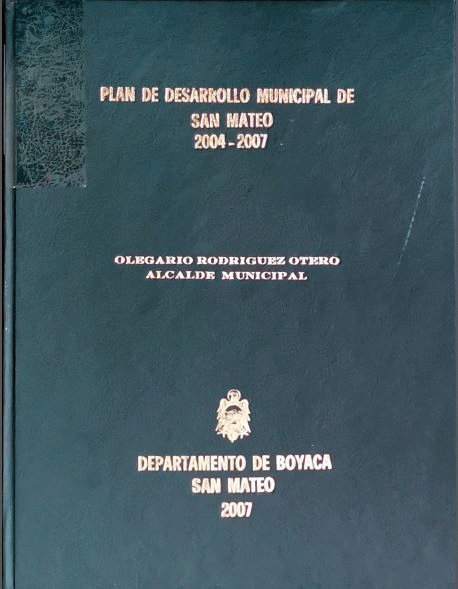 PLAN DE DESARROLLO MUNICIPAL DE
SAN MATEO
2004-2007
OLEGARIO RODRIGUEZ OTERO
ALCALDE MUNICIPAL
DEPARTAMENTO DE BOYACA
SAN MATEO
2007